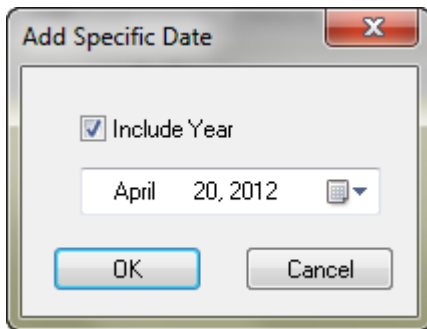 Add Specific Date
Include Year
April 20, 2012
OK Cancel